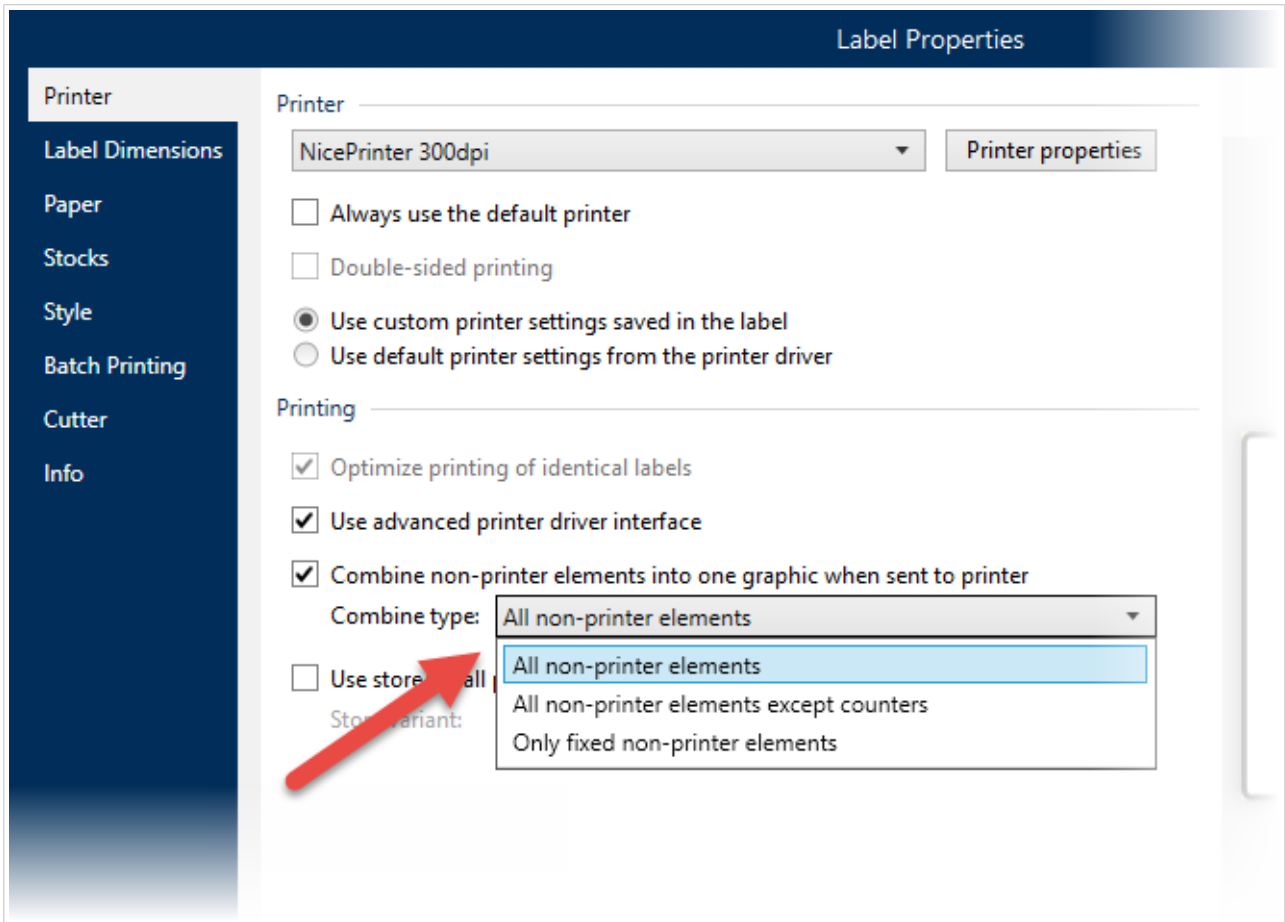 Label Properties
Printer
Label Dimensions
Paper
Stocks
Style
Batch Printing
Cutter
Info
Printer
NicePrinter 300dpi
Printer properties
Always use the default printer
Double-sided printing
Use custom printer settings saved in the label
Use default printer settings from the printer driver
Printing
Optimize printing of identical labels
Use advanced printer driver interface
Combine non-printer elements into one graphic when sent to printer
Combine type: All non-printer elements
All non-printer elements
All non-printer elements except counters
Only fixed non-printer elements
Use store
variant: